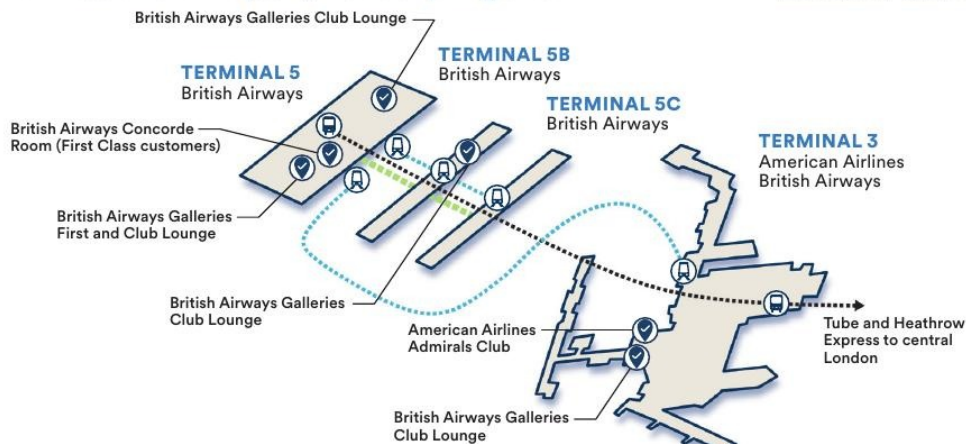 British Airways Galleries Club Lounge
TERMINAL 5B
British Airways
TERMINAL 5
British Airways
TERMINAL 5C
British Airways
British Airways Concorde
Room (First Class customers)
TERMINAL 3
American Airlines
British Airways
British Airways Galleries
First and Club Lounge
British Airways Galleries
Club Lounge
American Airlines
Admirals Club
Tube and Heathrow
Express to central
London
British Airways Galleries
Club Lounge